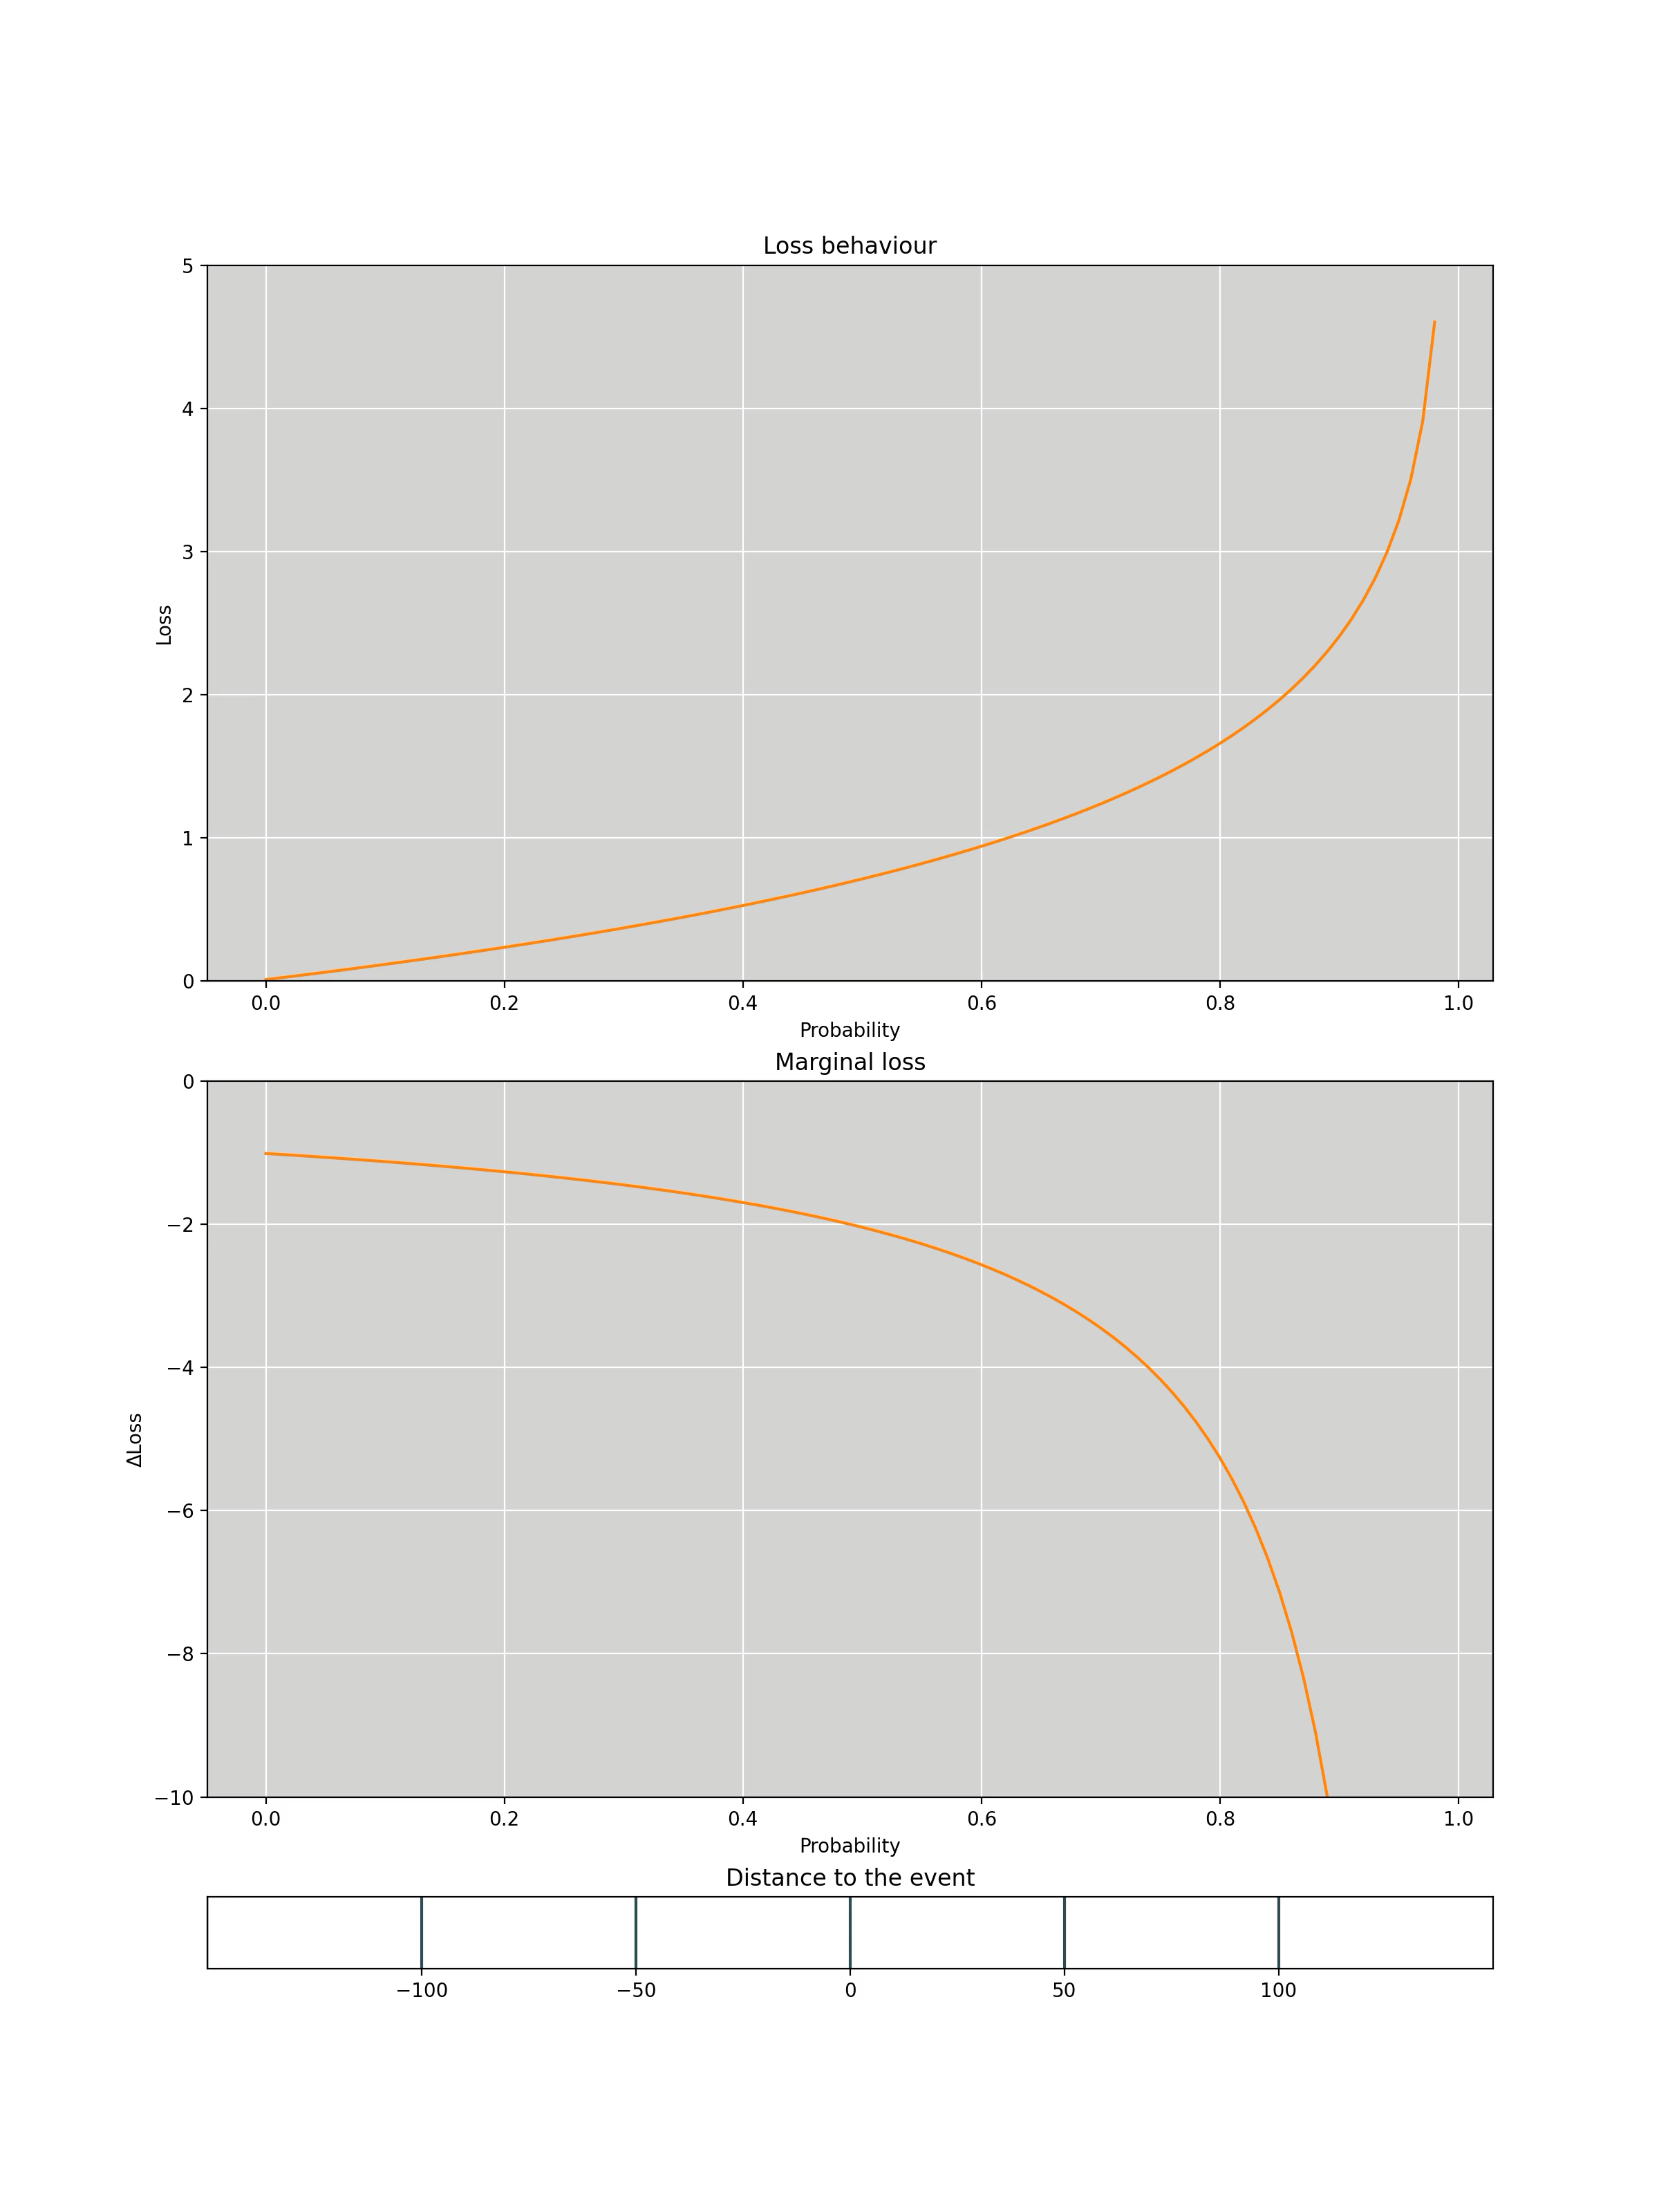 Loss behaviour
5
4
3
2
1
0
Loss
0.0 0.2 0.4 0.6 0.8 1.0
Probability
Marginal loss
0
−2
−4
−6
−8
−10
ΔLoss
0.0 0.2 0.4 0.6 0.8 1.0
Probability
Distance to the event
−100 −50 0 50 100